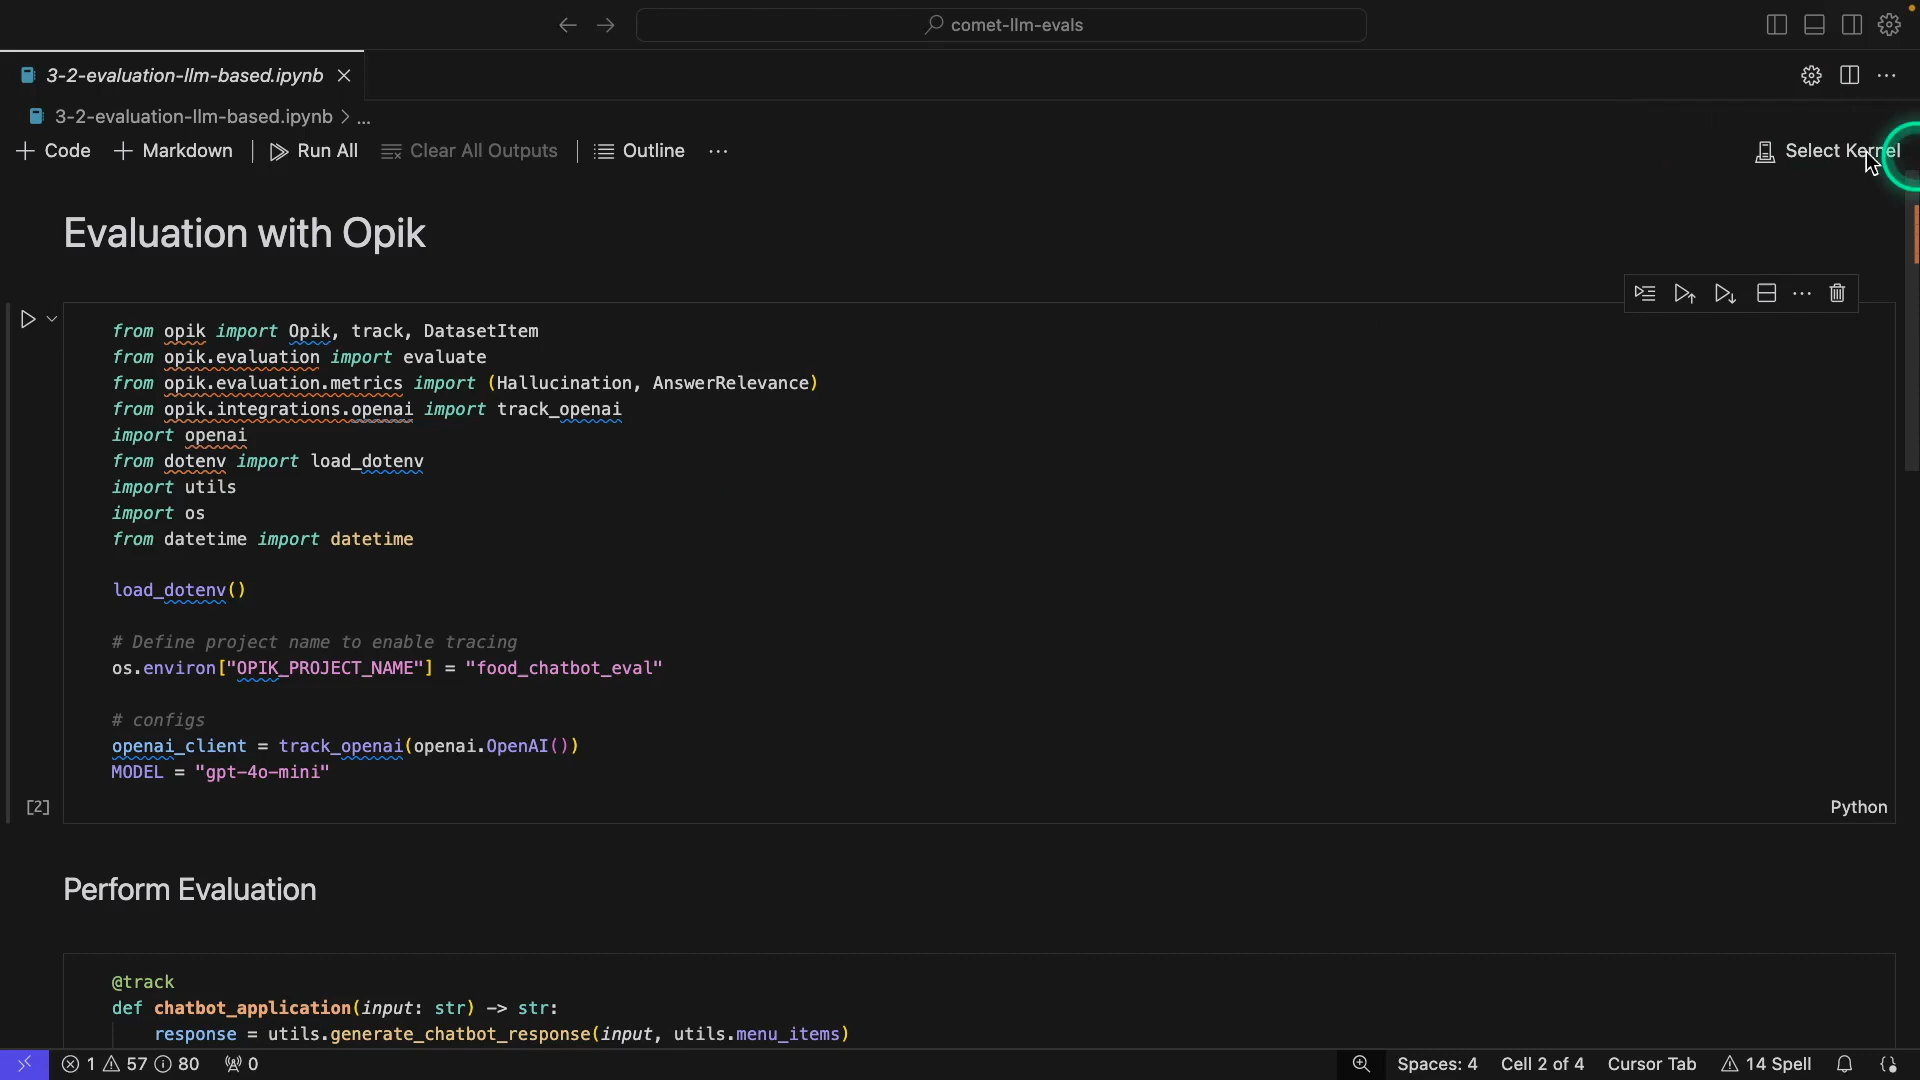 comet-llm-evals
3-2-evaluation-llm-based.ipynb
3-2-evaluation-llm-based.ipynb > ...
Code Markdown Run All Clear All Outputs Outline ... Select Kernel
Evaluation with Opik
from opik import Opik, track, DatasetItem
from opik.evaluation import evaluate
from opik.evaluation.metrics import (Hallucination, AnswerRelevance)
from opik.integrations.openai import track_openai
import openai
from dotenv import load_dotenv
import utils
import os
from datetime import datetime
load_dotenv()
# Define project name to enable tracing
os.environ["OPIK_PROJECT_NAME"] = "food_chatbot_eval"
# configs
openai_client = track_openai(openai.OpenAI())
MODEL = "gpt-4o-mini"
[2] Python
Perform Evaluation
@track
def chatbot_application(input: str) -> str:
response = utils.generate_chatbot_response(input, utils.menu_items)
1 57 80 0 Spaces: 4 Cell 2 of 4 Cursor Tab 14 Spell